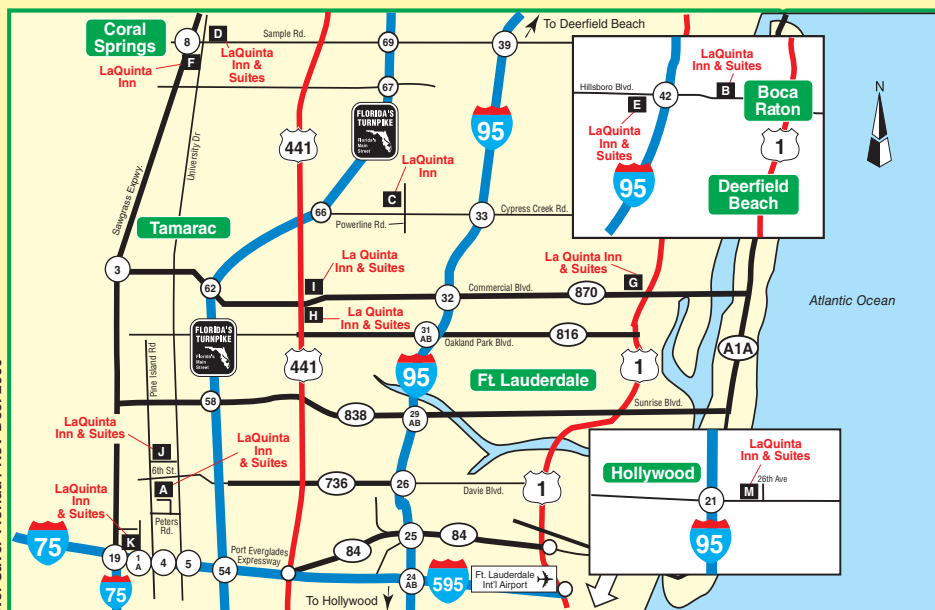 To Deerfield Beach
Coral
Springs
8
D
Sample Rd.
69
39
LaQuinta
Inn &
Suites
F
LaQuinta
Inn
67
Hillsboro Blvd.
42
LaQuinta
Inn & Suites
B
E
LaQuinta
Inn &
Suites
Boca
Raton
1
95
Deerfield
Beach
N
FLORIDA'S
TURNPIKE
Florida's
Main
Street
441
95
University Dr
Sawgrass Expwy.
LaQuinta
Inn
C
66
Powerline Rd.
33
Cypress Creek Rd.
Tamarac
3
62
I
La Quinta
Inn & Suites
La Quinta Inn
& Suites
G
32
Commercial Blvd.
870
H
La Quinta
Inn & Suites
Atlantic Ocean
FLORIDA'S
TURNPIKE
Florida's
Main
Street
31
AB
Oakland Park Blvd.
816
A1A
Pine Island Rd
441
95
Ft. Lauderdale
1
58
838
29
AB
Sunrise Blvd.
LaQuinta
Inn & Suites
J
6th St.
LaQuinta
Inn
& Suites
A
736
26
Davie Blvd.
1
Peters
Rd.
LaQuinta
Inn
& Suites
K
Hollywood
LaQuinta
Inn & Suites
26th Ave
M
21
95
75
19
1
A
4
5
54
Port Everglades
Expressway
84
25
84
75
24
AB
595
Ft. Lauderdale
Int'l Airport
To Hollywood